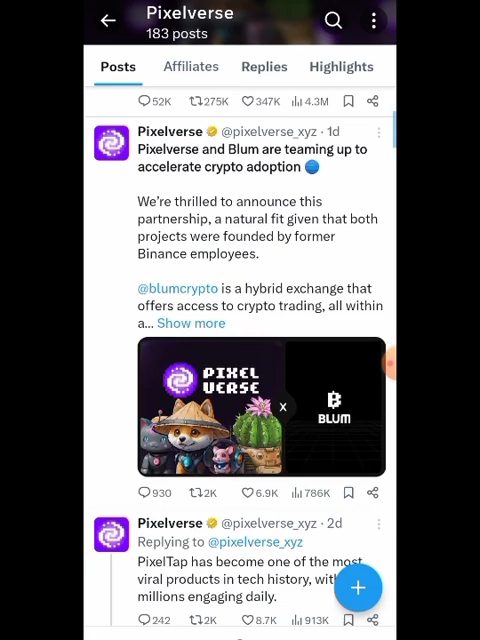 Pixelverse
183 posts
Posts Affiliates Replies Highlights
52K 275K 347K 4.3M
Pixelverse @pixelverse_xyz · 1d
Pixelverse and Blum are teaming up to
accelerate crypto adoption
We're thrilled to announce this
partnership, a natural fit given that both
projects were founded by former
Binance employees.
@blumcrypto is a hybrid exchange that
offers access to crypto trading, all within
a... Show more
PIXEL
VERSE
X
BLUM
930 2K 6.9K 786K
Pixelverse @pixelverse_xyz · 2d
Replying to @pixelverse_xyz
PixelTap has become one of the most
viral products in tech history, with
millions engaging daily.
242 2K 8.7K 913K